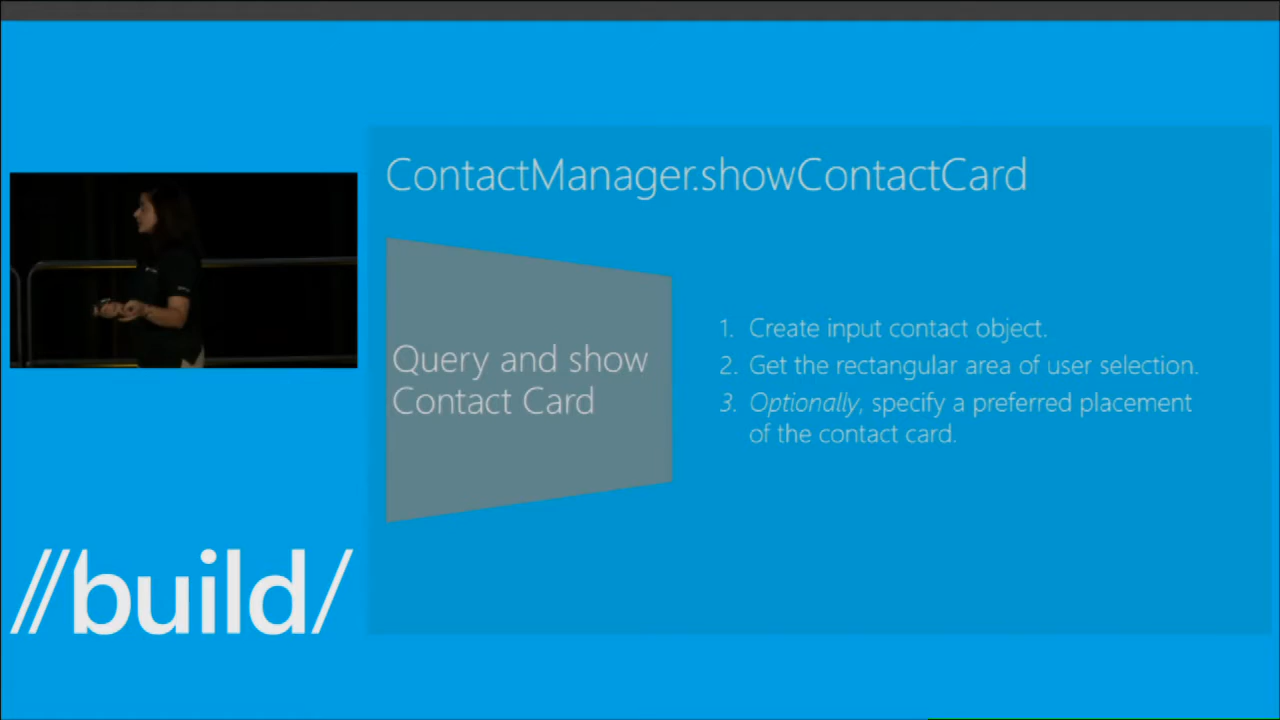 ContactManager.showContactCard
Query and show
Contact Card
1. Create input contact object.
2. Get the rectangular area of user selection.
3. Optionally, specify a preferred placement
of the contact card.
//build/